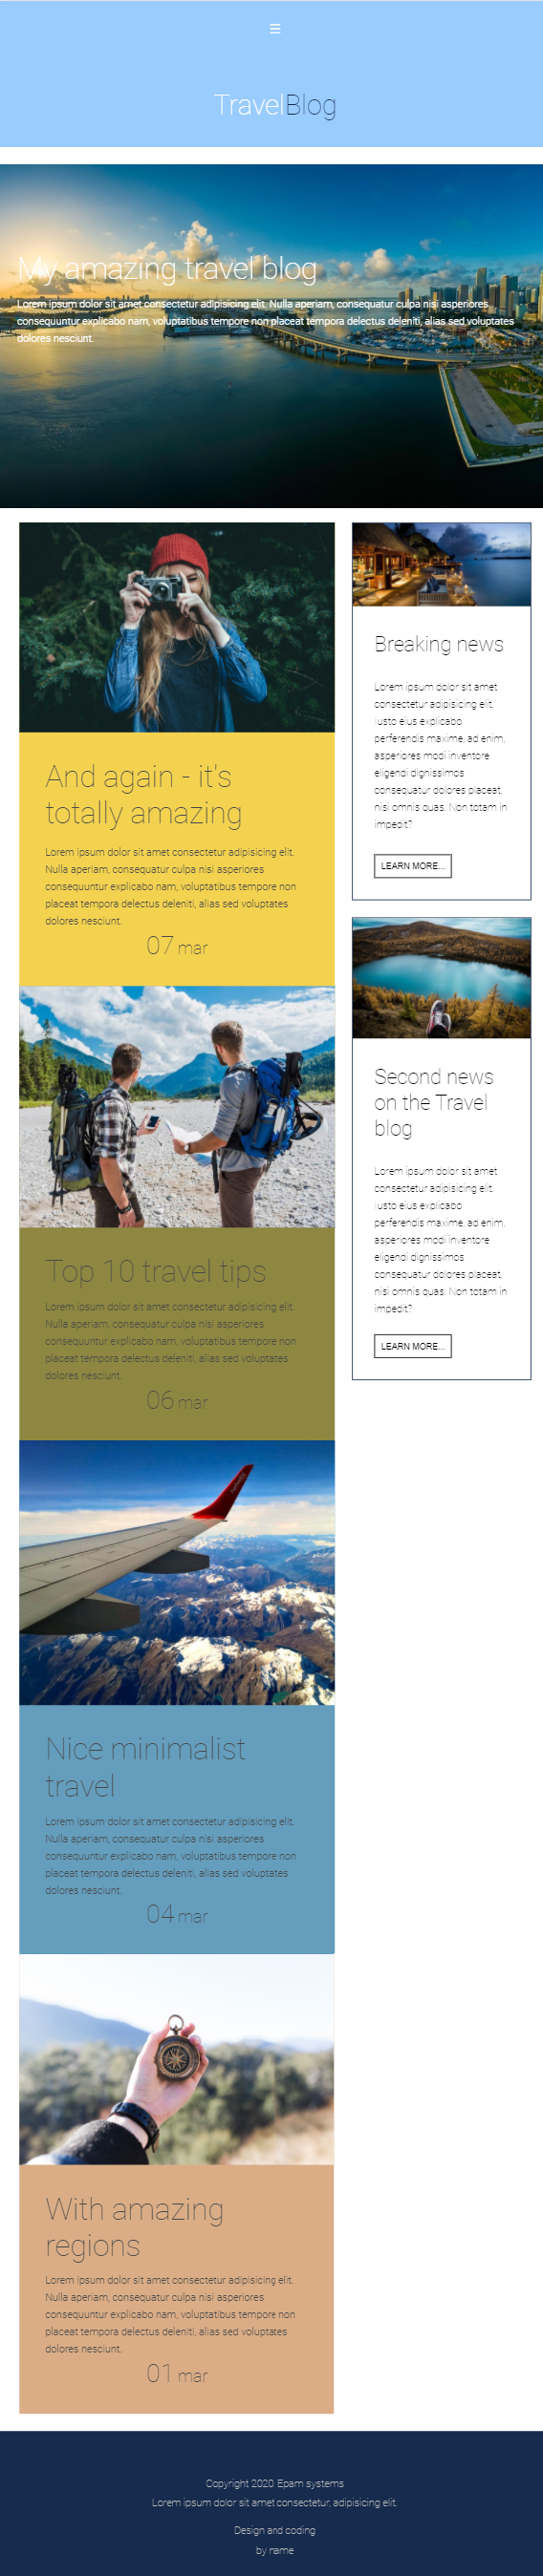 ☰
TravelBlog
My amazing travel blog
Lorem ipsum dolor sit amet consectetur adipisicing elit. Nulla aperiam, consequatur culpa nisi asperiores
consequuntur explicabo nam, voluptatibus tempore non placeat tempora delectus deleniti, alias sed voluptates
dolores nesciunt.
And again - it's
totally amazing
Lorem ipsum dolor sit amet consectetur adipisicing elit.
Nulla aperiam, consequatur culpa nisi asperiores
consequuntur explicabo nam, voluptatibus tempore non
placeat tempora delectus deleniti, alias sed voluptates
dolores nesciunt.
07 mar
Top 10 travel tips
Lorem ipsum dolor sit amet consectetur adipisicing elit.
Nulla aperiam, consequatur culpa nisi asperiores
consequuntur explicabo nam, voluptatibus tempore non
placeat tempora delectus deleniti, alias sed voluptates
dolores nesciunt.
06 mar
Nice minimalist
travel
Lorem ipsum dolor sit amet consectetur adipisicing elit.
Nulla aperiam, consequatur culpa nisi asperiores
consequuntur explicabo nam, voluptatibus tempore non
placeat tempora delectus deleniti, alias sed voluptates
dolores nesciunt.
04 mar
With amazing
regions
Lorem ipsum dolor sit amet consectetur adipisicing elit.
Nulla aperiam, consequatur culpa nisi asperiores
consequuntur explicabo nam, voluptatibus tempore non
placeat tempora delectus deleniti, alias sed voluptates
dolores nesciunt.
01 mar
Breaking news
Lorem ipsum dolor sit amet
consectetur adipisicing elit.
Iusto eius explicabo
perferendis maxime, ad enim,
asperiores modi inventore
eligendi dignissimos
consequatur dolores placeat,
nisi omnis quas. Non totam in
impedit?
LEARN MORE...
Second news
on the Travel
blog
Lorem ipsum dolor sit amet
consectetur adipisicing elit.
Iusto eius explicabo
perferendis maxime, ad enim,
asperiores modi inventore
eligendi dignissimos
consequatur dolores placeat,
nisi omnis quas. Non totam in
impedit?
LEARN MORE...
Copyright 2020 Epam systems
Lorem ipsum dolor sit amet consectetur, adipisicing elit.
Design and coding
by name